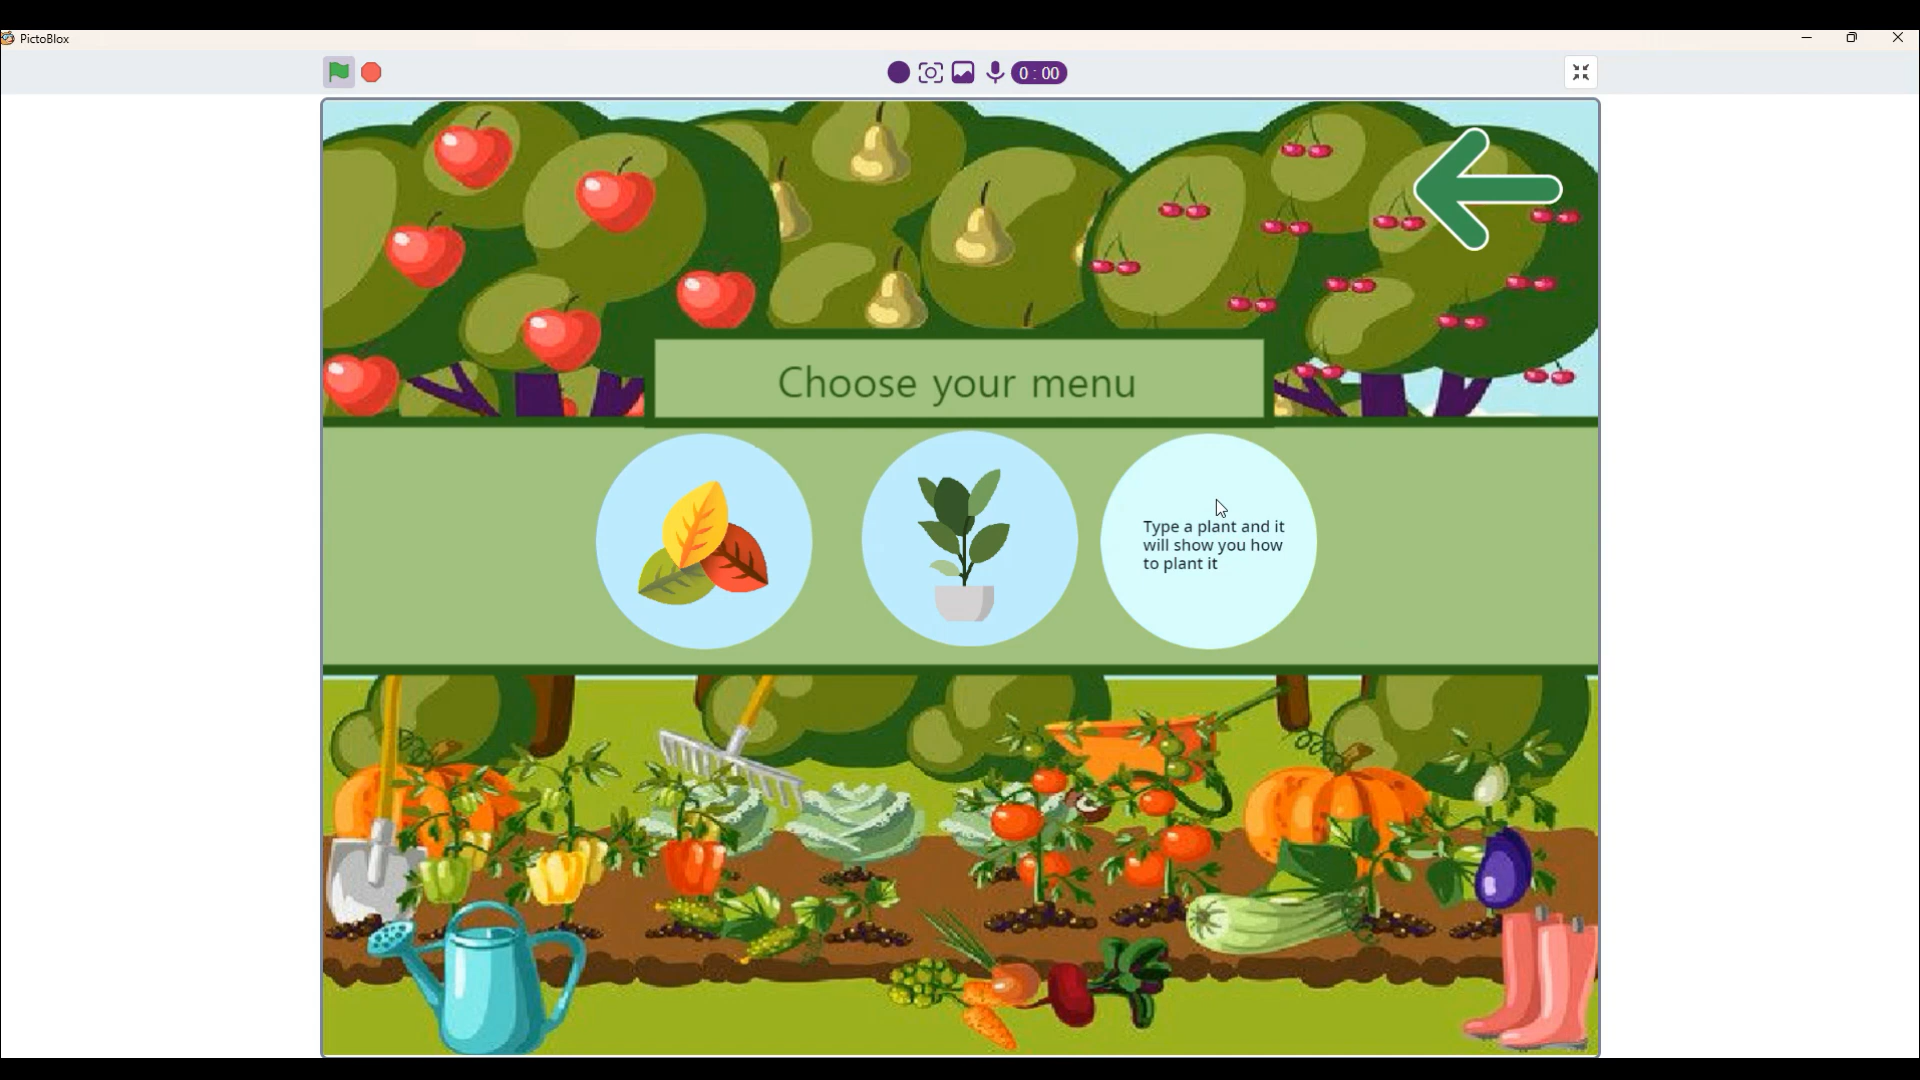 PictoBlox
0 : 00
Choose your menu
Type a plant and it
will show you how
to plant it